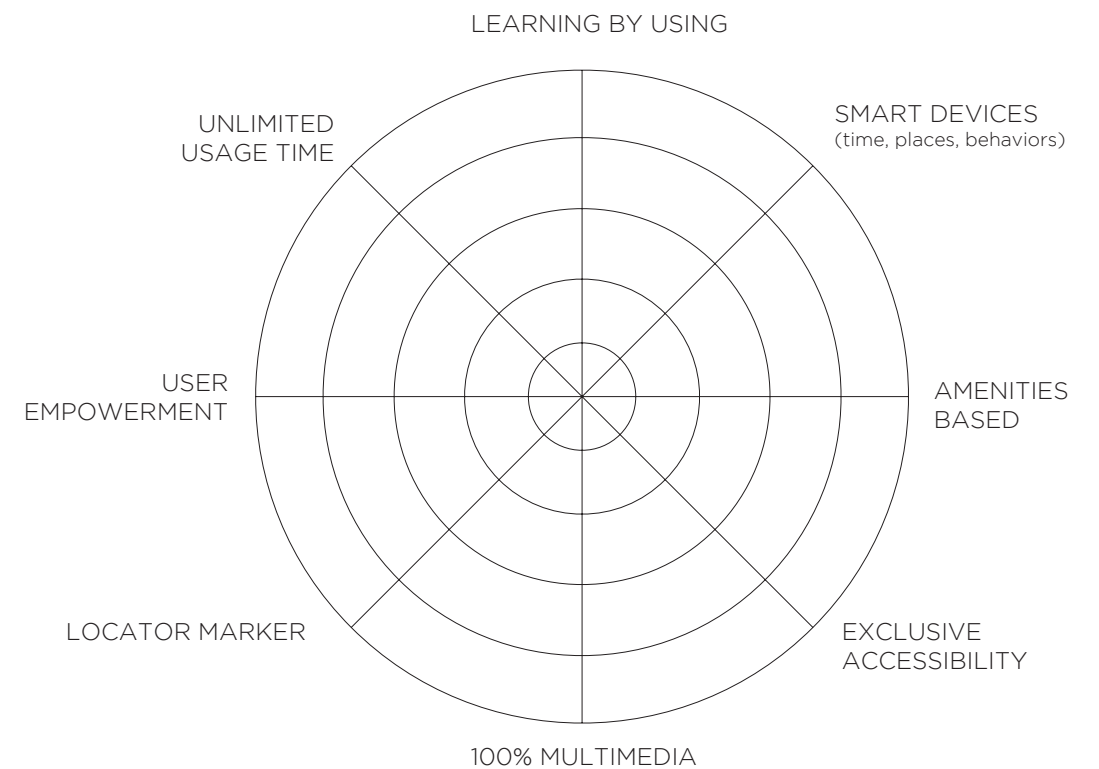 LEARNING BY USING
UNLIMITED
USAGE TIME
SMART DEVICES
(time, places, behaviors)
USER
EMPOWERMENT
AMENITIES
BASED
LOCATOR MARKER
EXCLUSIVE
ACCESSIBILITY
100% MULTIMEDIA